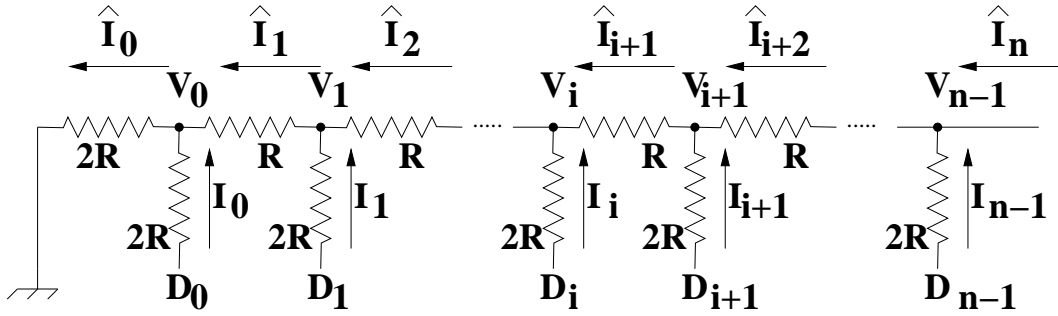 Î₀ Î₁ Î₂ Îᵢ₊₁ Îᵢ₊₂ Îₙ
V₀ V₁ Vᵢ Vᵢ₊₁ Vₙ₋₁
2R R R ..... R R .....
I₀ I₁ Iᵢ Iᵢ₊₁ Iₙ₋₁
2R 2R 2R 2R 2R
D₀ D₁ Dᵢ Dᵢ₊₁ Dₙ₋₁